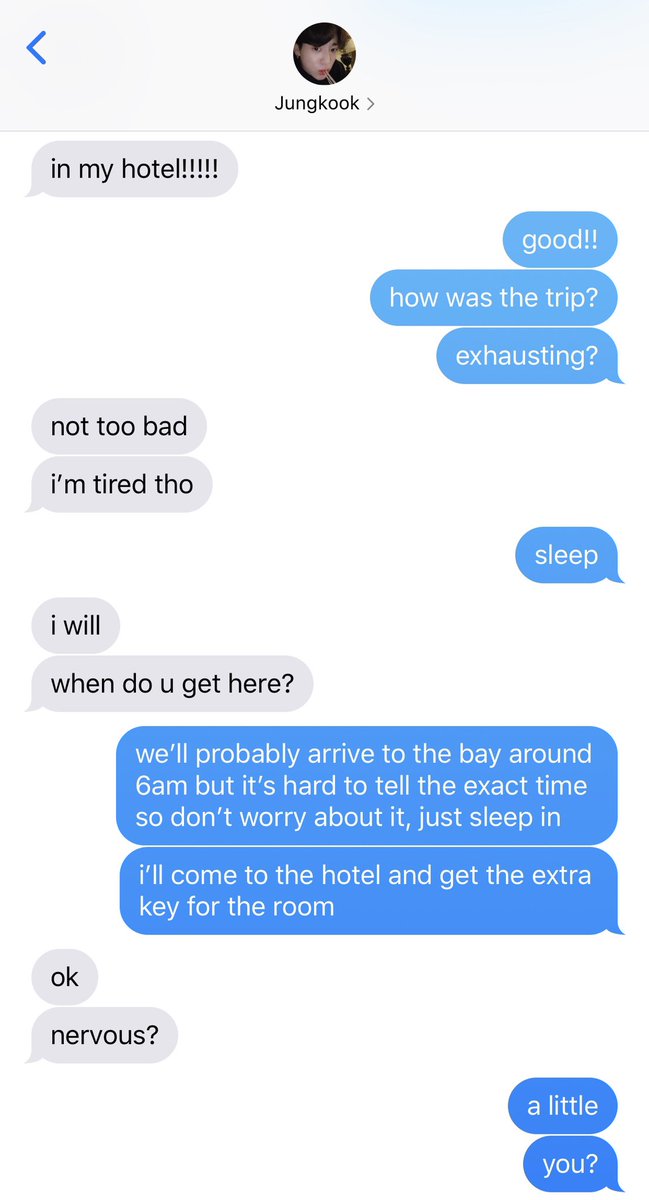 Jungkook
in my hotel!!!!!
good!!
how was the trip?
exhausting?
not too bad
i’m tired tho
sleep
i will
when do u get here?
we’ll probably arrive to the bay around
6am but it’s hard to tell the exact time
so don’t worry about it, just sleep in
i’ll come to the hotel and get the extra
key for the room
ok
nervous?
a little
you?